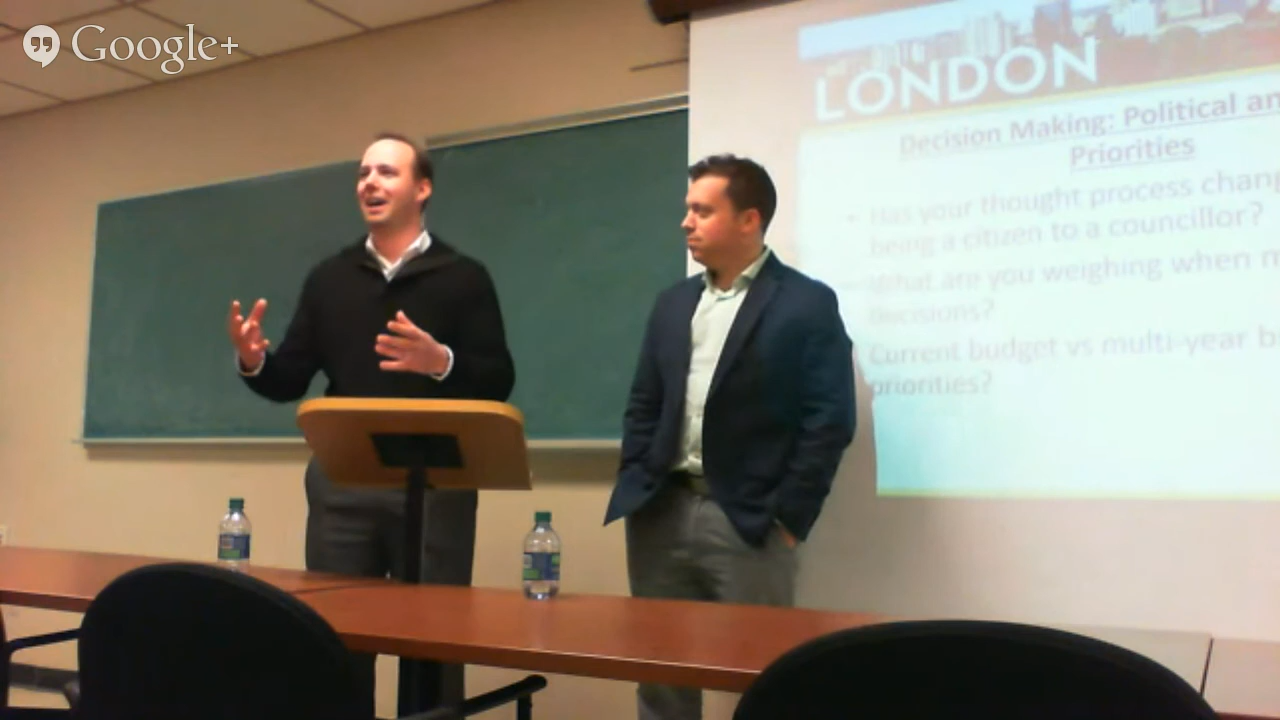 Google+
LONDON
Decision Making: Political an
Priorities
Has your thought process chang
being a citizen to a councillor?
What are you weighing when m
decisions?
Current budget vs multi-year b
priorities?